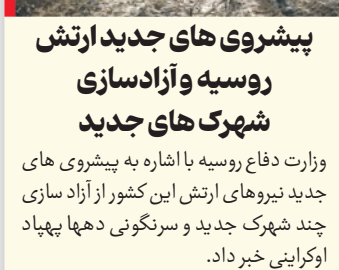 پیشروی های جدید ارتش
روسیه و آزادسازی
شهرک های جدید
وزارت دفاع روسیه با اشاره به پیشروی های
جدید نیروهای ارتش این کشور از آزاد سازی
چند شهرک جدید و سرنگونی دهها پهپاد
اوکراینی خبر داد.